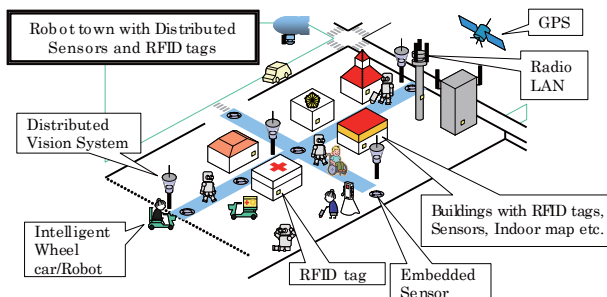 Robot town with Distributed
Sensors and RFID tags
GPS
Radio
LAN
Distributed
Vision System
Buildings with RFID tags,
Sensors, Indoor map etc.
Intelligent
Wheel
car/Robot
RFID tag
Embedded
Sensor